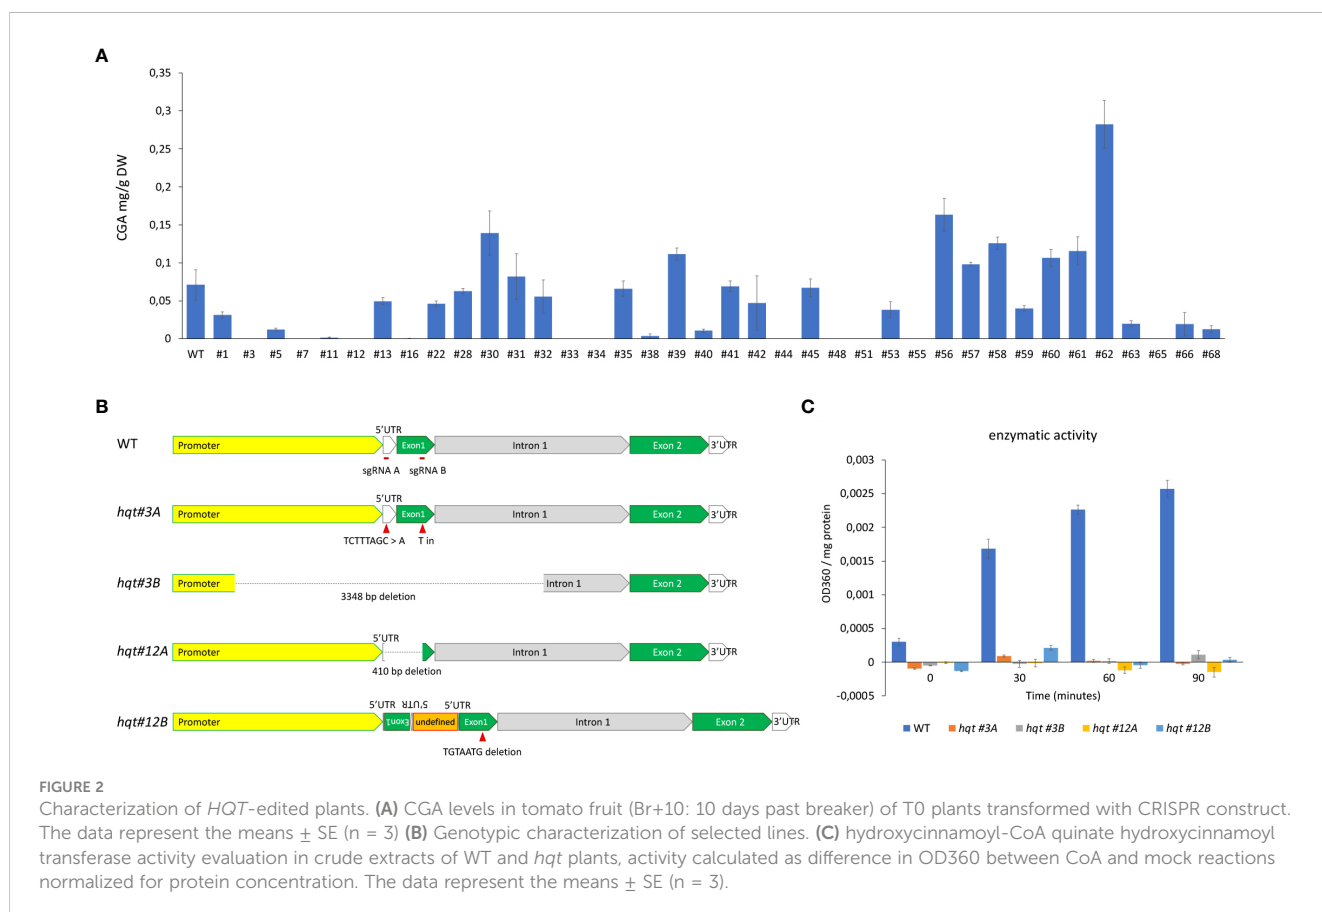 A
0,35
0,3
0,25
0,2
0,15
0,1
0,05
0
CGA mg/g DW
WT #1 #3 #5 #7 #11 #12 #13 #16 #22 #28 #30 #31 #32 #33 #34 #35 #38 #39 #40 #41 #42 #44 #45 #48 #51 #53 #55 #56 #57 #58 #59 #60 #61 #62 #63 #65 #66 #68
B
WT
5'UTR
Promoter Exon1 Intron 1 Exon 2 3'UTR
sgRNA A sgRNA B
hqt#3A
5'UTR
Promoter Exon1 Intron 1 Exon 2 3'UTR
TCTTTAGC > A T in
hqt#3B
Promoter Intron 1 Exon 2 3'UTR
3348 bp deletion
hqt#12A
5'UTR
Promoter Intron 1 Exon 2 3'UTR
410 bp deletion
hqt#12B
5'UTR 5'UTR 5'UTR
Promoter Exon1 undefined Exon1 Intron 1 Exon 2 3'UTR
TGTAATG deletion
C
enzymatic activity
0,003
0,0025
0,002
0,0015
0,001
0,0005
0
-0,0005
OD360 / mg protein
0 30 60 90
Time (minutes)
WT hqt #3A hqt #3B hqt #12A hqt #12B
FIGURE 2
Characterization of HQT-edited plants. (A) CGA levels in tomato fruit (Br+10: 10 days past breaker) of T0 plants transformed with CRISPR construct.
The data represent the means ± SE (n = 3) (B) Genotypic characterization of selected lines. (C) hydroxycinnamoyl-CoA quinate hydroxycinnamoyl
transferase activity evaluation in crude extracts of WT and hqt plants, activity calculated as difference in OD360 between CoA and mock reactions
normalized for protein concentration. The data represent the means ± SE (n = 3).